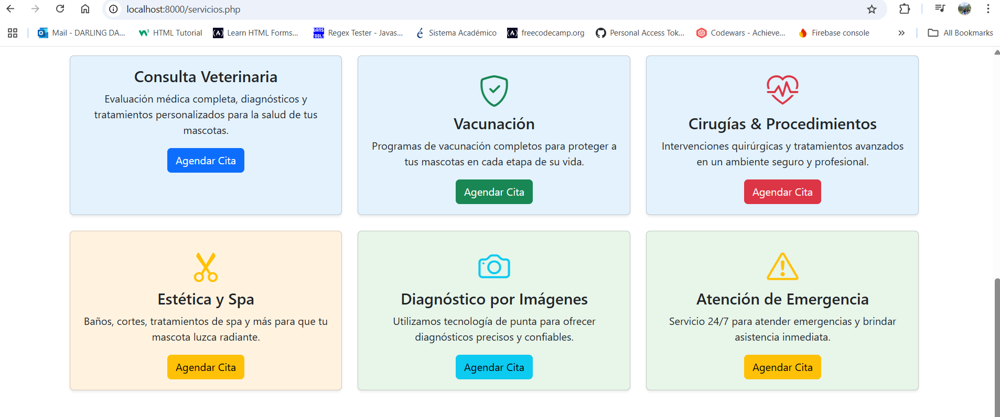 localhost:8000/servicios.php
Mail - DARLING DA...
HTML Tutorial
Learn HTML Forms...
DANS TOOLS
Regex Tester - Javas...
Sistema Académico
freecodecamp.org
Personal Access Tok...
Codewars - Achieve...
Firebase console
All Bookmarks
Consulta Veterinaria
Evaluación médica completa, diagnósticos y
tratamientos personalizados para la salud de tus
mascotas.
Agendar Cita
Vacunación
Programas de vacunación completos para proteger a
tus mascotas en cada etapa de su vida.
Agendar Cita
Cirugías & Procedimientos
Intervenciones quirúrgicas y tratamientos avanzados
en un ambiente seguro y profesional.
Agendar Cita
Estética y Spa
Baños, cortes, tratamientos de spa y más para que tu
mascota luzca radiante.
Agendar Cita
Diagnóstico por Imágenes
Utilizamos tecnología de punta para ofrecer
diagnósticos precisos y confiables.
Agendar Cita
Atención de Emergencia
Servicio 24/7 para atender emergencias y brindar
asistencia inmediata.
Agendar Cita